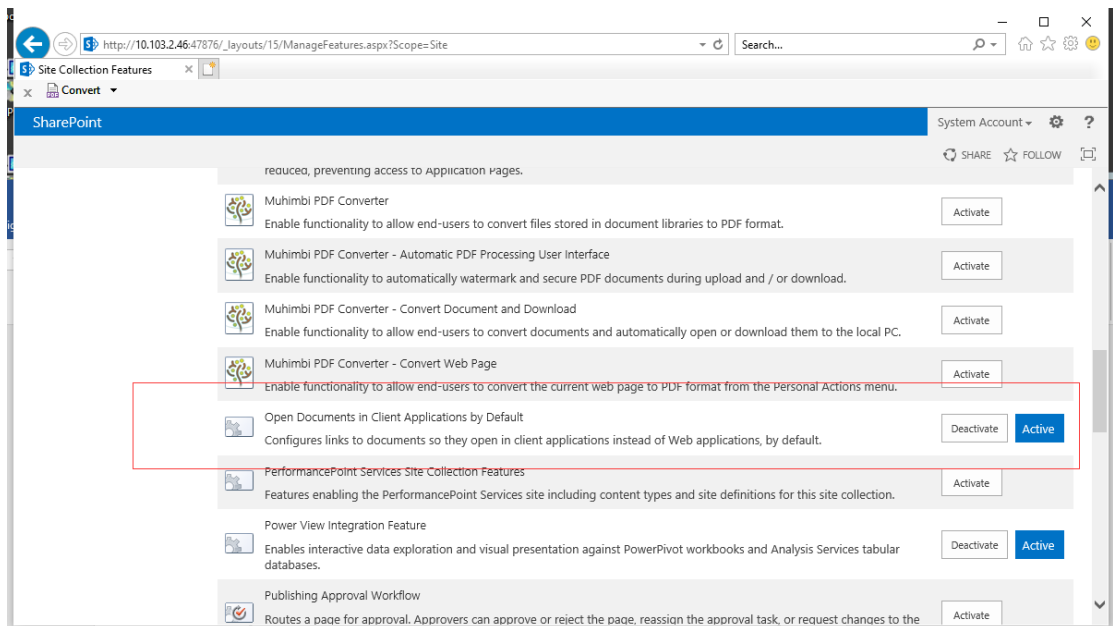 http://10.103.2.46:47876/_layouts/15/ManageFeatures.aspx?Scope=Site
Search...
Site Collection Features
x Convert
SharePoint
System Account
?
SHARE FOLLOW
reduced, preventing access to Application Pages.
Muhimbi PDF Converter
Enable functionality to allow end-users to convert files stored in document libraries to PDF format.
Activate
Muhimbi PDF Converter - Automatic PDF Processing User Interface
Enable functionality to automatically watermark and secure PDF documents during upload and / or download.
Activate
Muhimbi PDF Converter - Convert Document and Download
Enable functionality to allow end-users to convert documents and automatically open or download them to the local PC.
Activate
Muhimbi PDF Converter - Convert Web Page
Enable functionality to allow end-users to convert the current web page to PDF format from the Personal Actions menu.
Activate
Open Documents in Client Applications by Default
Configures links to documents so they open in client applications instead of Web applications, by default.
Deactivate Active
PerformancePoint Services Site Collection Features
Features enabling the PerformancePoint Services site including content types and site definitions for this site collection.
Activate
Power View Integration Feature
Enables interactive data exploration and visual presentation against PowerPivot workbooks and Analysis Services tabular
databases.
Deactivate Active
Publishing Approval Workflow
Routes a page for approval. Approvers can approve or reject the page, reassign the approval task, or request changes to the
Activate